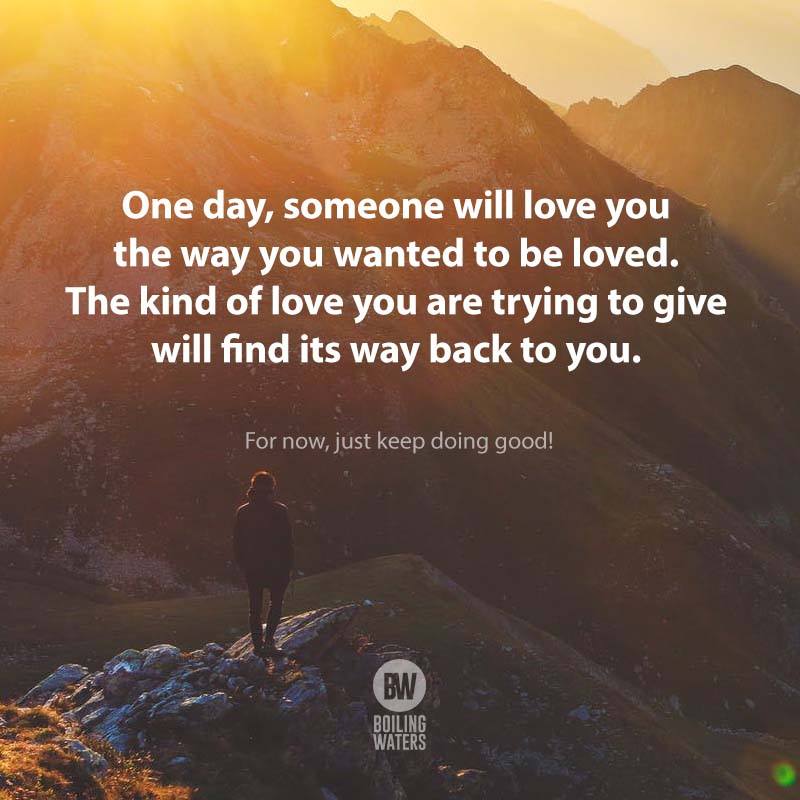 One day, someone will love you
the way you wanted to be loved.
The kind of love you are trying to give
will find its way back to you.
For now, just keep doing good!
BW
BOILING
WATERS